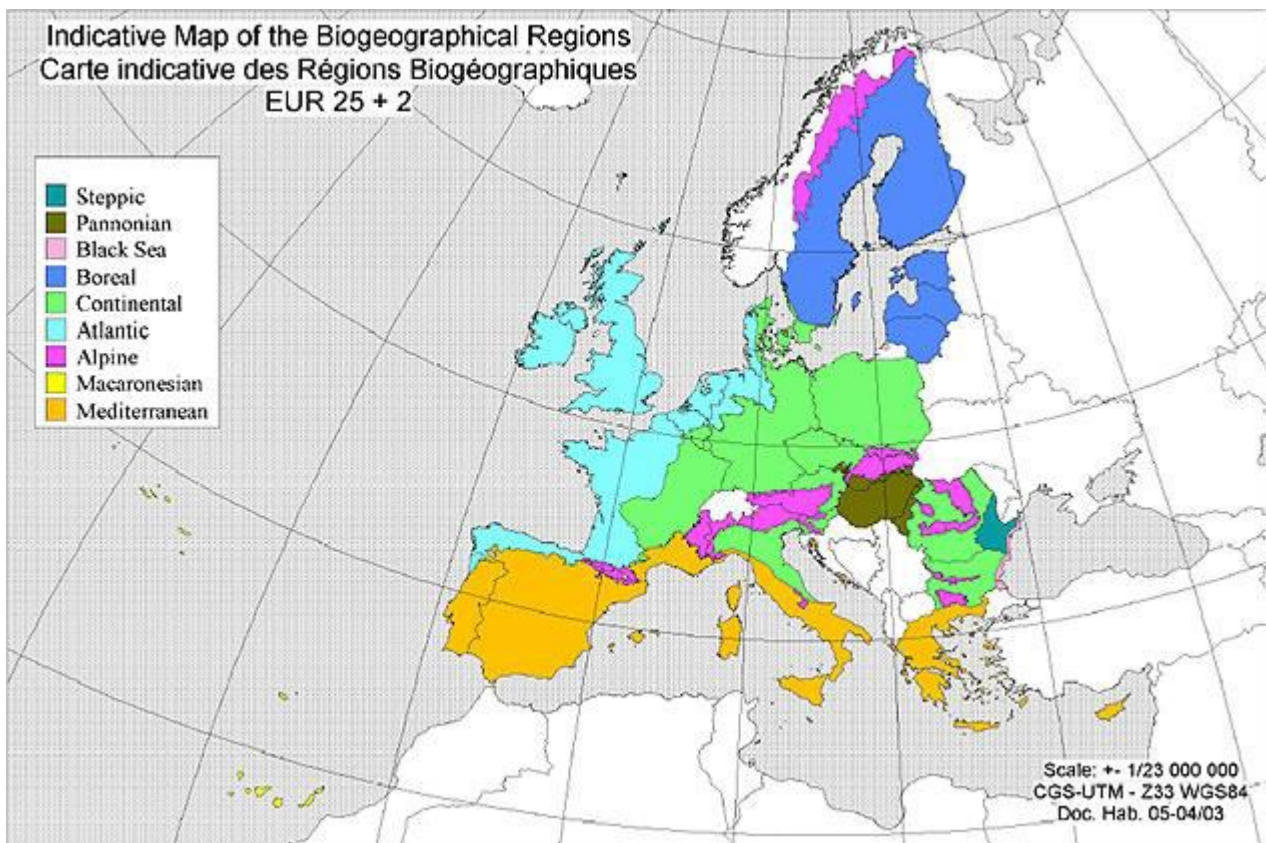 Indicative Map of the Biogeographical Regions
Carte indicative des Régions Biogéographiques
EUR 25 + 2
Steppic
Pannonian
Black Sea
Boreal
Continental
Atlantic
Alpine
Macaronesian
Mediterranean
Scale: +- 1/23 000 000
CGS-UTM - Z33 WGS84
Doc. Hab. 05-04/03